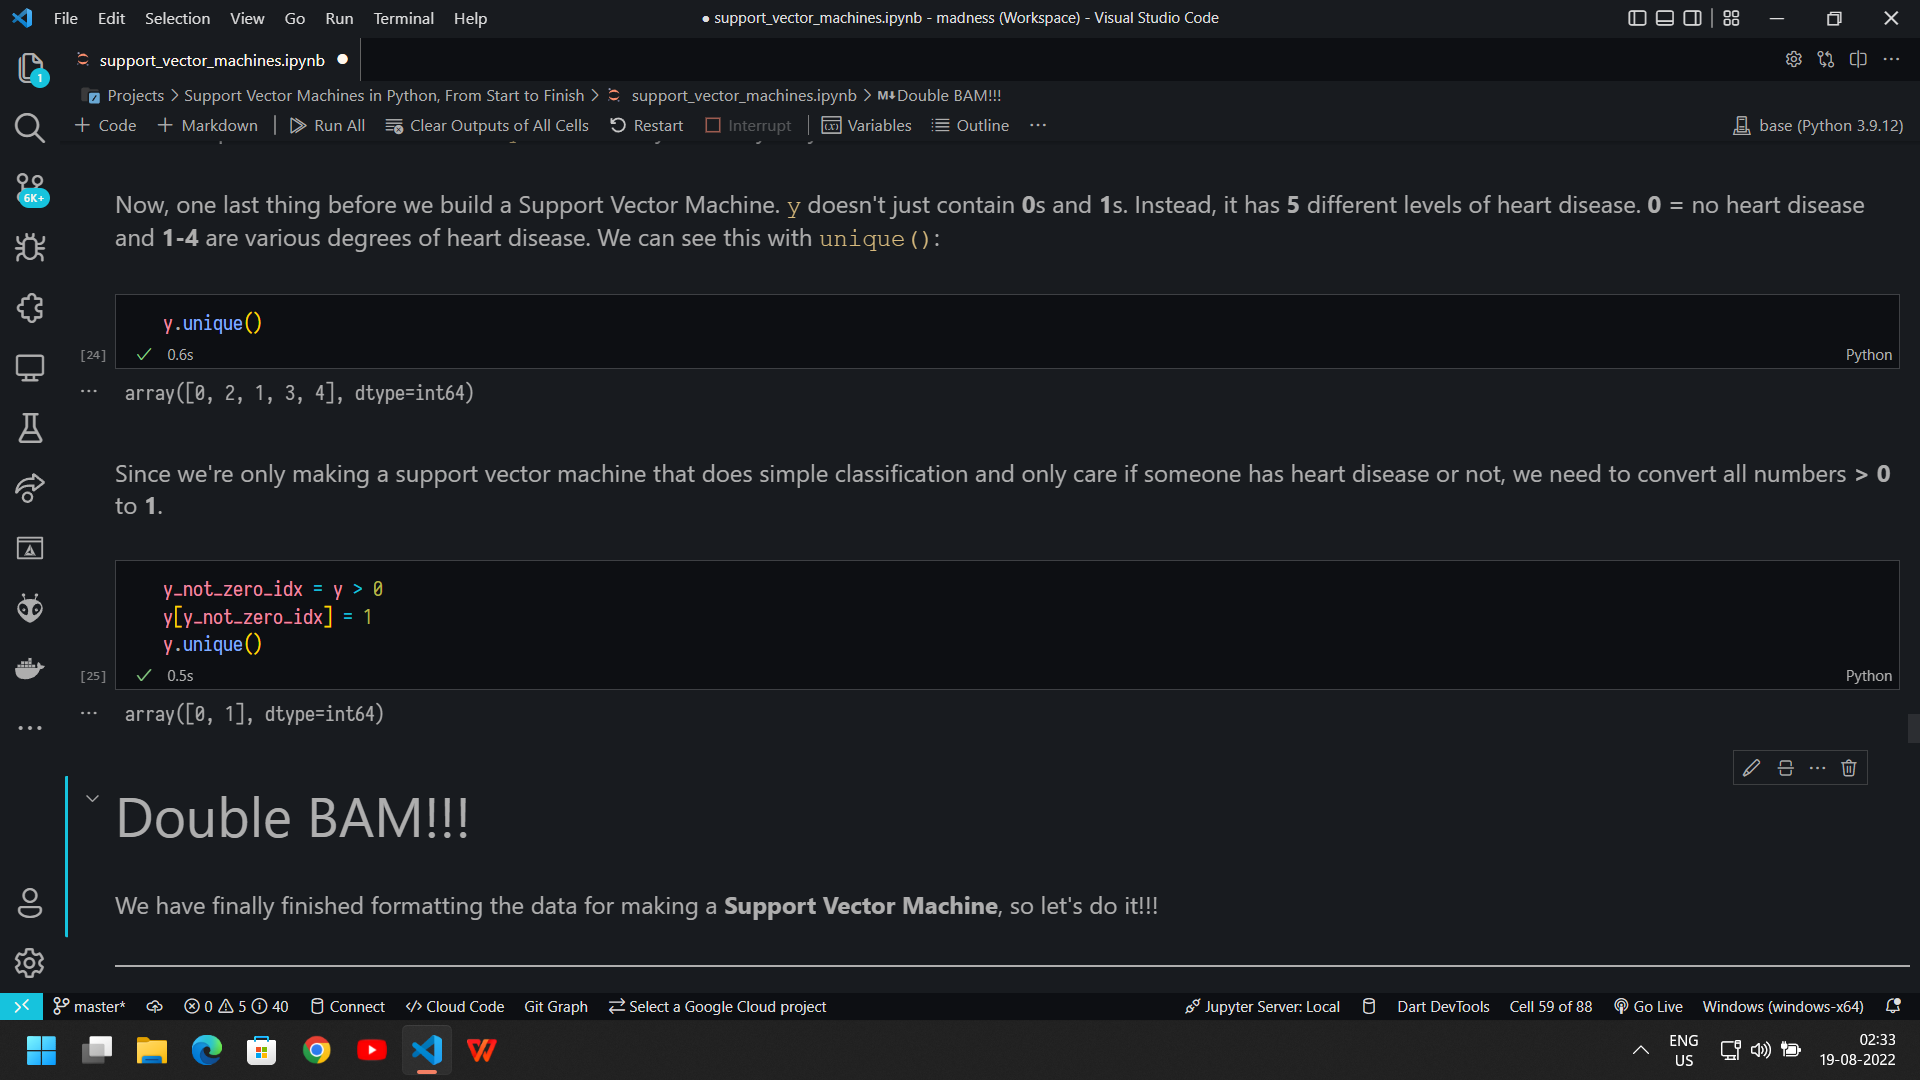 File Edit Selection View Go Run Terminal Help
● support_vector_machines.ipynb - madness (Workspace) - Visual Studio Code
support_vector_machines.ipynb ●
1
Projects > Support Vector Machines in Python, From Start to Finish > support_vector_machines.ipynb > M↓Double BAM!!!
+ Code + Markdown | Run All Clear Outputs of All Cells Restart Interrupt | Variables Outline ···
base (Python 3.9.12)
6K+
Now, one last thing before we build a Support Vector Machine. y doesn't just contain 0s and 1s. Instead, it has 5 different levels of heart disease. 0 = no heart disease
and 1-4 are various degrees of heart disease. We can see this with unique():
y.unique()
[24] ✓ 0.6s Python
··· array([0, 2, 1, 3, 4], dtype=int64)
Since we're only making a support vector machine that does simple classification and only care if someone has heart disease or not, we need to convert all numbers > 0
to 1.
y_not_zero_idx = y > 0
y[y_not_zero_idx] = 1
y.unique()
[25] ✓ 0.5s Python
··· array([0, 1], dtype=int64)
Double BAM!!!
We have finally finished formatting the data for making a Support Vector Machine, so let's do it!!!
master* 0 5 40 Connect Cloud Code Git Graph Select a Google Cloud project Jupyter Server: Local Dart DevTools Cell 59 of 88 Go Live Windows (windows-x64)
ENG
US
02:33
19-08-2022